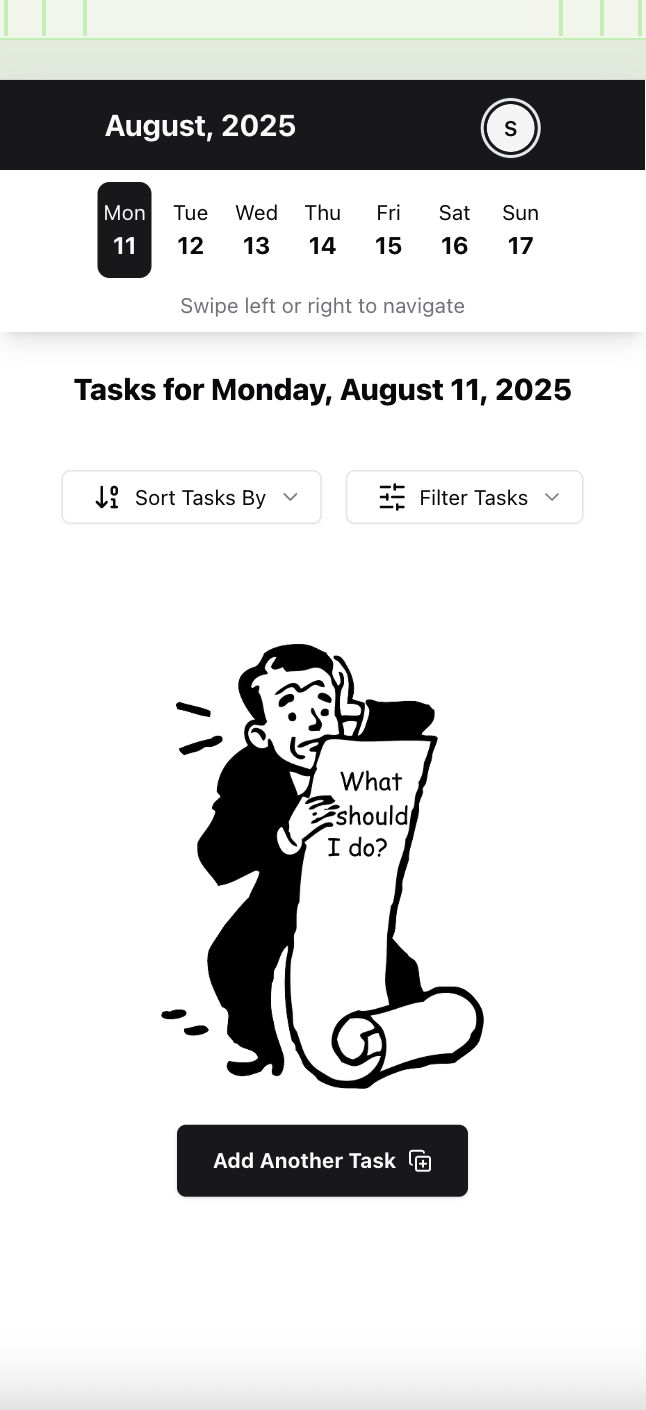 August, 2025
S
Mon Tue Wed Thu Fri Sat Sun
11 12 13 14 15 16 17
Swipe left or right to navigate
Tasks for Monday, August 11, 2025
Sort Tasks By
Filter Tasks
What
should
I do?
Add Another Task